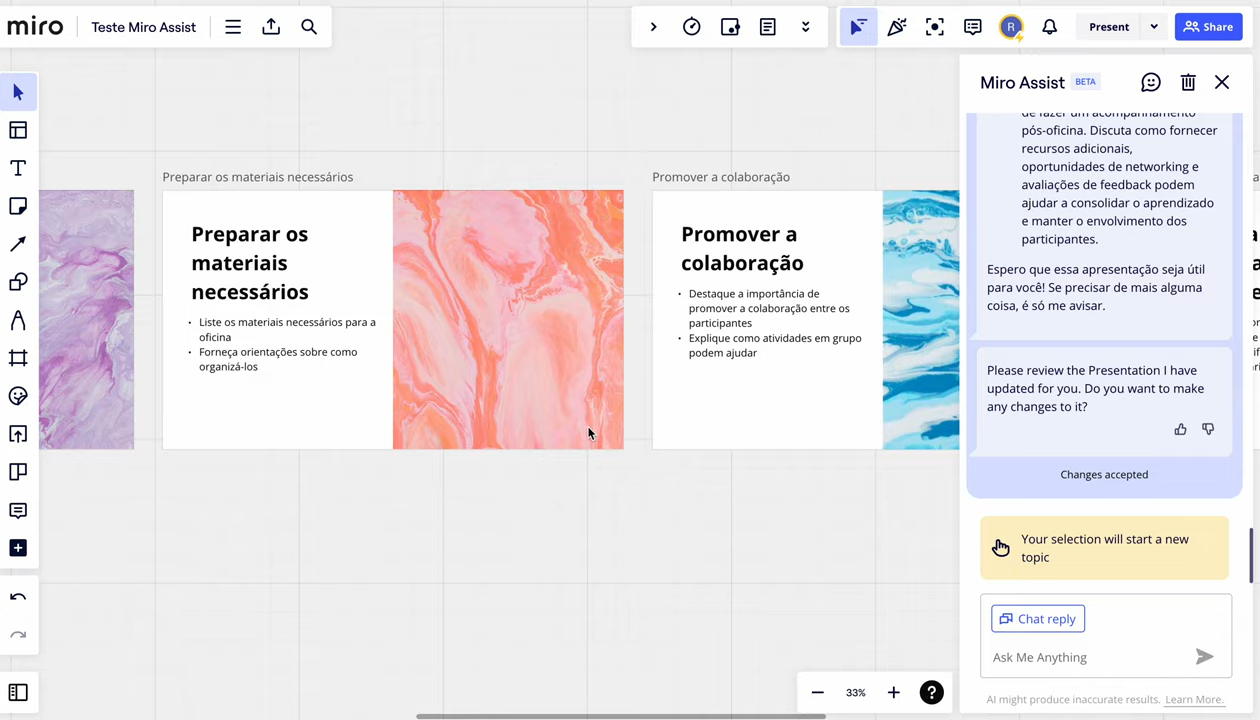 miro
Teste Miro Assist
R
Present
Share
Miro Assist BETA
de fazer um acompanhamento
pós-oficina. Discuta como fornecer
recursos adicionais,
oportunidades de networking e
avaliações de feedback podem
ajudar a consolidar o aprendizado
e manter o envolvimento dos
participantes.
Espero que essa apresentação seja útil
para você! Se precisar de mais alguma
coisa, é só me avisar.
Please review the Presentation I have
updated for you. Do you want to make
any changes to it?
Changes accepted
Your selection will start a new
topic
Chat reply
Ask Me Anything
AI might produce inaccurate results. Learn More.
Preparar os materiais necessários
Preparar os
materiais
necessários
• Liste os materiais necessários para a
oficina
• Forneça orientações sobre como
organizá-los
Promover a colaboração
Promover a
colaboração
• Destaque a importância de
promover a colaboração entre os
participantes
• Explique como atividades em grupo
podem ajudar
33%